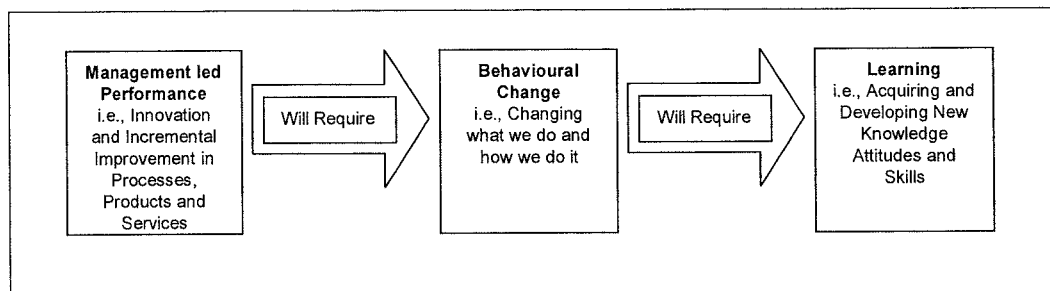 Management led
Performance
i.e., Innovation
and Incremental
Improvement in
Processes,
Products and
Services
Will Require
Behavioural
Change
i.e., Changing
what we do and
how we do it
Will Require
Learning
i.e., Acquiring and
Developing New
Knowledge
Attitudes and
Skills